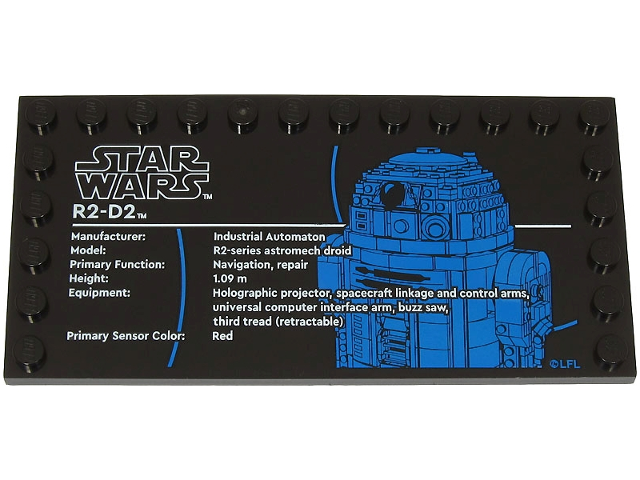 STAR
WARS™
R2-D2™
Manufacturer: Industrial Automaton
Model: R2-series astromech droid
Primary Function: Navigation, repair
Height: 1.09 m
Equipment: Holographic projector, spacecraft linkage and control arms,
universal computer interface arm, buzz saw,
third tread (retractable)
Primary Sensor Color: Red
LFL